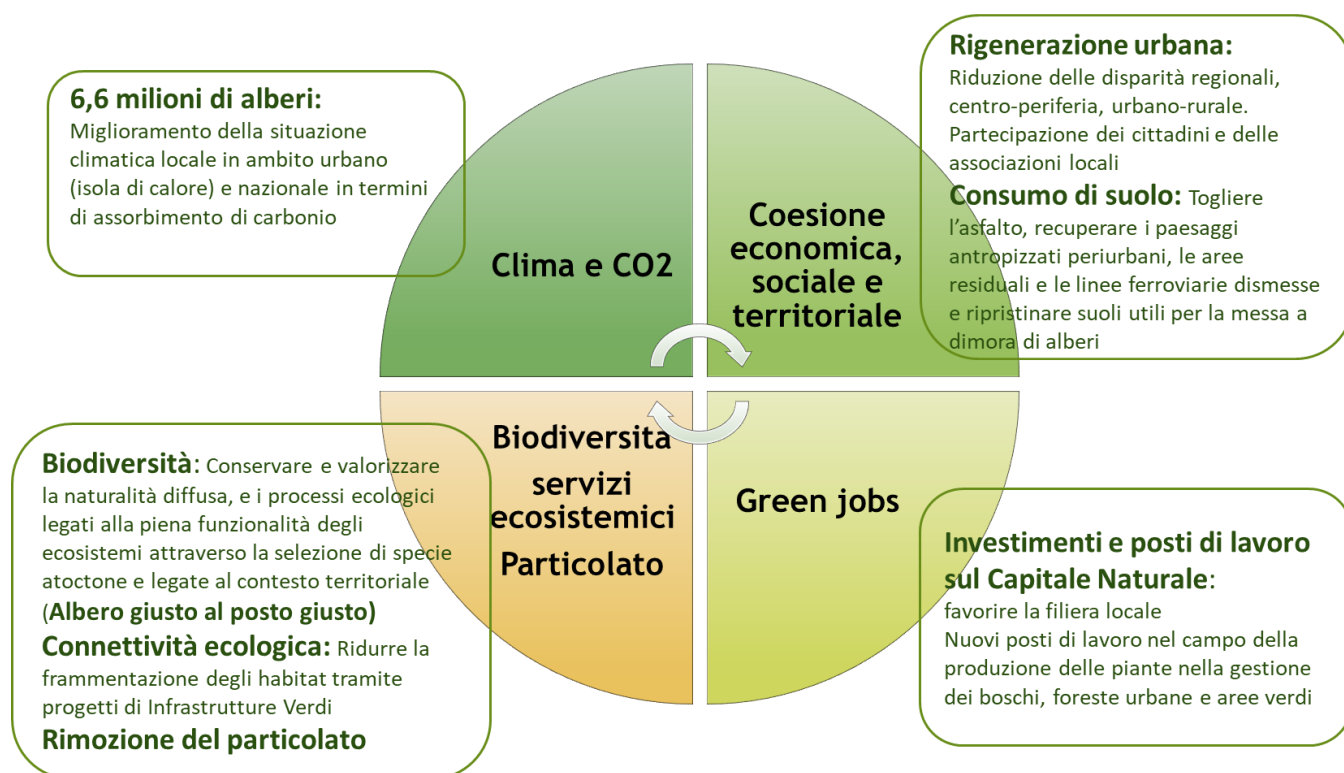 6,6 milioni di alberi:
Miglioramento della situazione
climatica locale in ambito urbano
(isola di calore) e nazionale in termini
di assorbimento di carbonio
Clima e CO2
Rigenerazione urbana:
Riduzione delle disparità regionali,
centro-periferia, urbano-rurale.
Partecipazione dei cittadini e delle
associazioni locali
Consumo di suolo: Togliere
l'asfalto, recuperare i paesaggi
antropizzati periurbani, le aree
residuali e le linee ferroviarie dismesse
e ripristinare suoli utili per la messa a
dimora di alberi
Coesione
economica,
sociale e
territoriale
Biodiversità: Conservare e valorizzare
la naturalità diffusa, e i processi ecologici
legati alla piena funzionalità degli
ecosistemi attraverso la selezione di specie
atoctone e legate al contesto territoriale
(Albero giusto al posto giusto)
Connettività ecologica: Ridurre la
frammentazione degli habitat tramite
progetti di Infrastrutture Verdi
Rimozione del particolato
Biodiversità
servizi
ecosistemici
Particolato
Green jobs
Investimenti e posti di lavoro
sul Capitale Naturale:
favorire la filiera locale
Nuovi posti di lavoro nel campo della
produzione delle piante nella gestione
dei boschi, foreste urbane e aree verdi